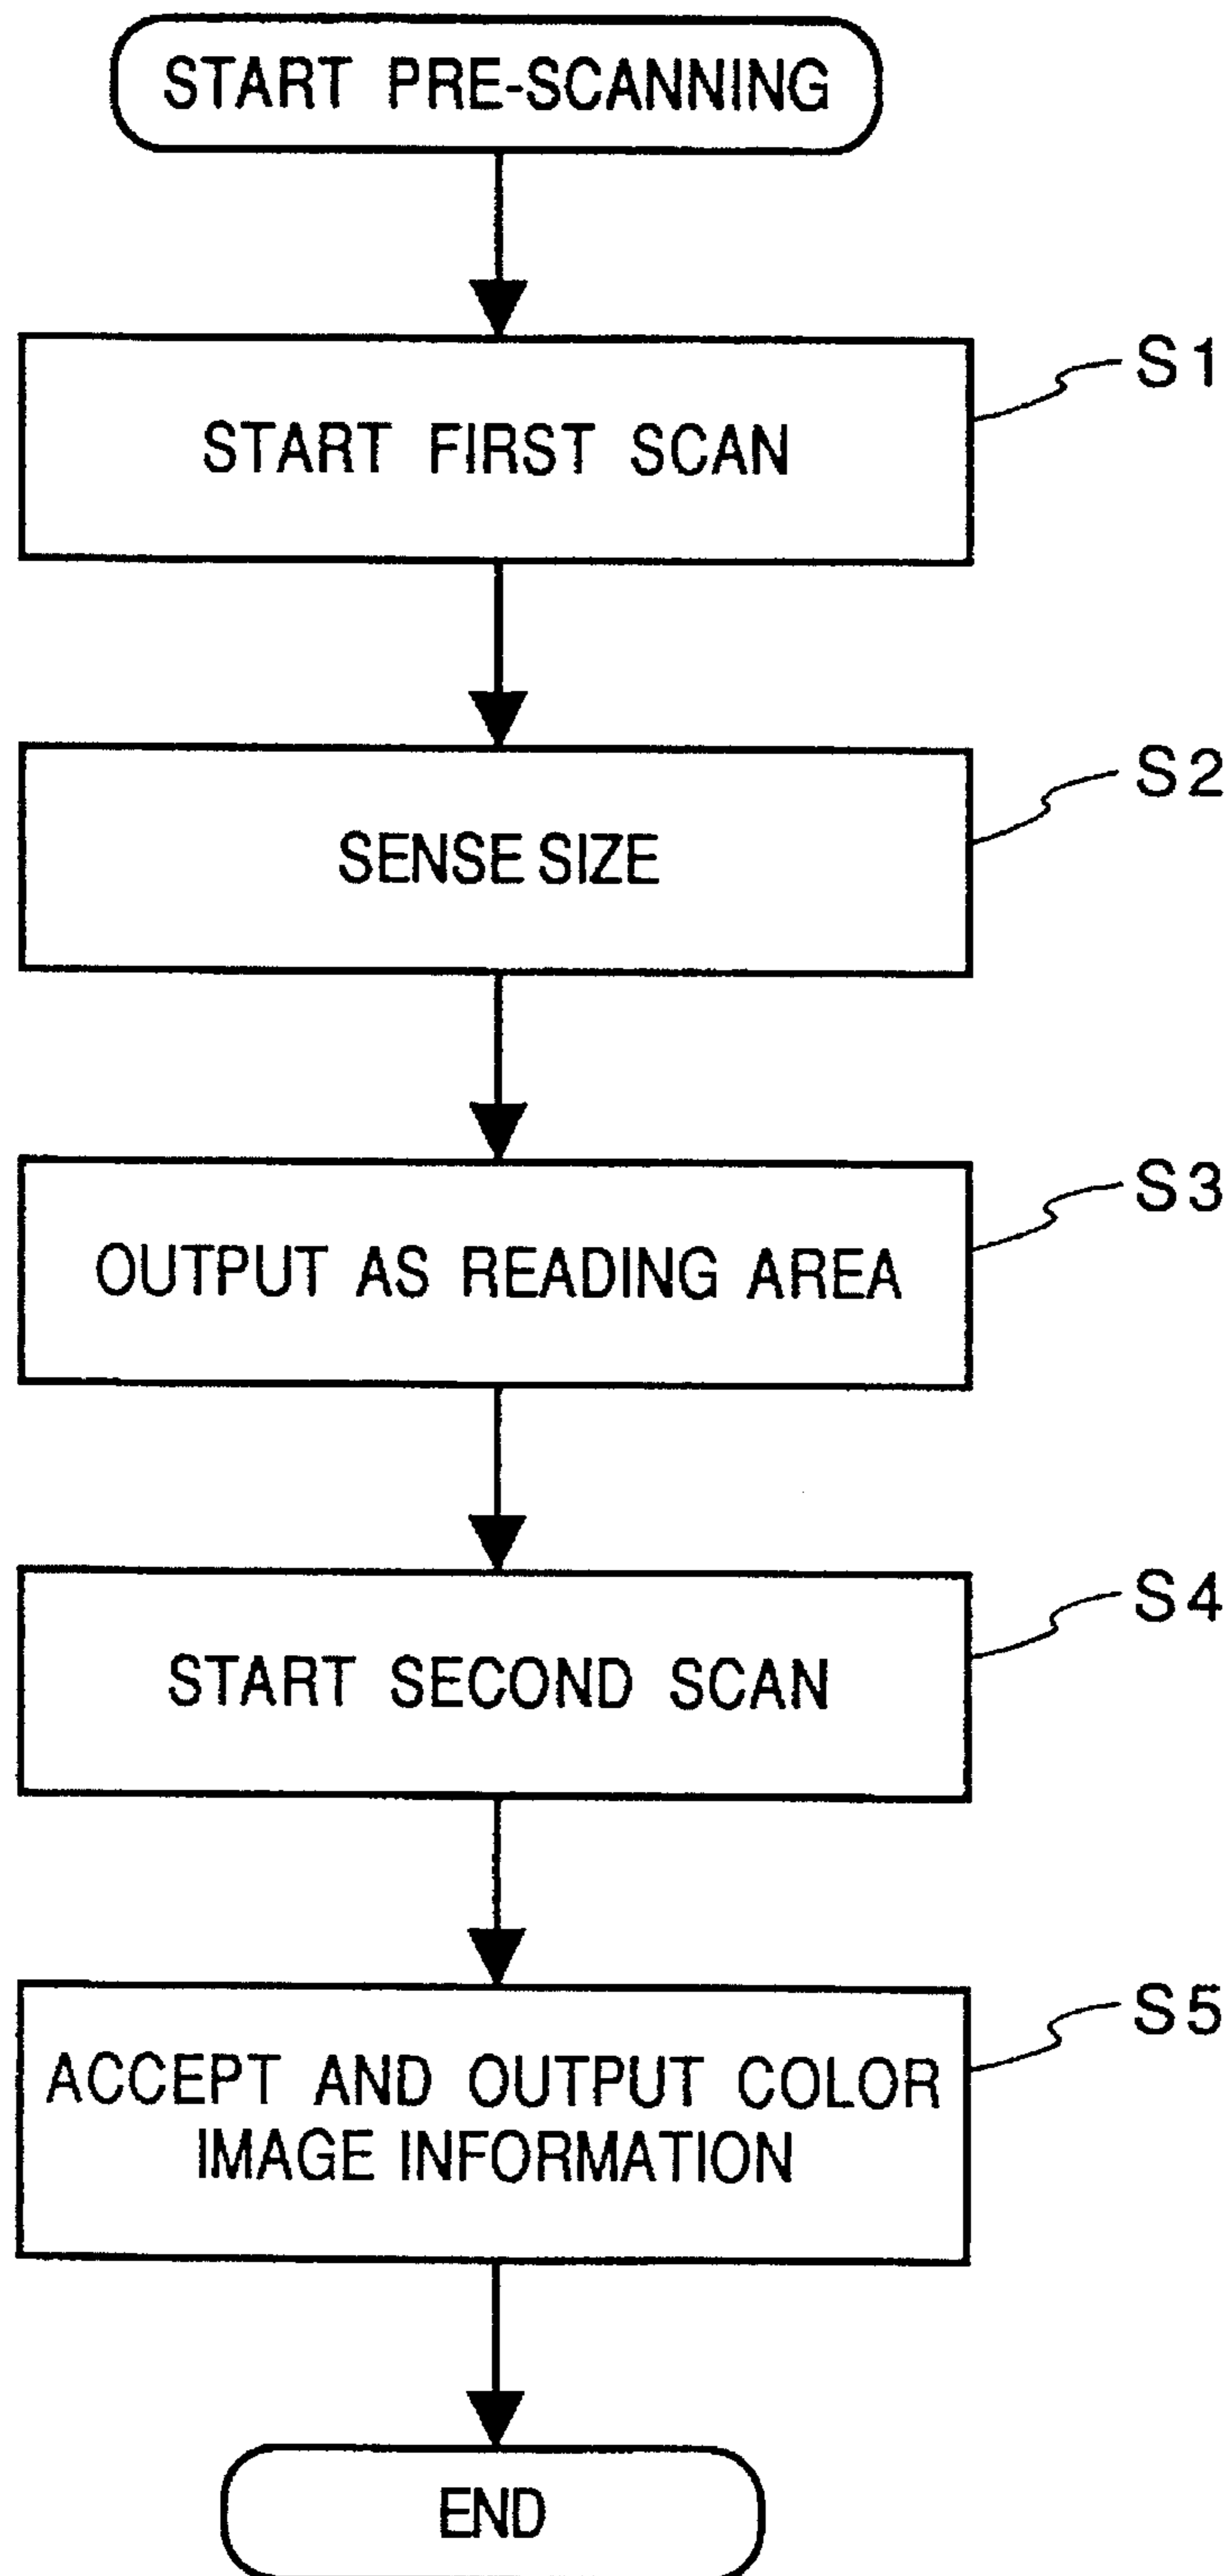 START PRE-SCANNING
START FIRST SCAN
S1
SENSE SIZE
S2
OUTPUT AS READING AREA
S3
START SECOND SCAN
S4
ACCEPT AND OUTPUT COLOR
IMAGE INFORMATION
S5
END